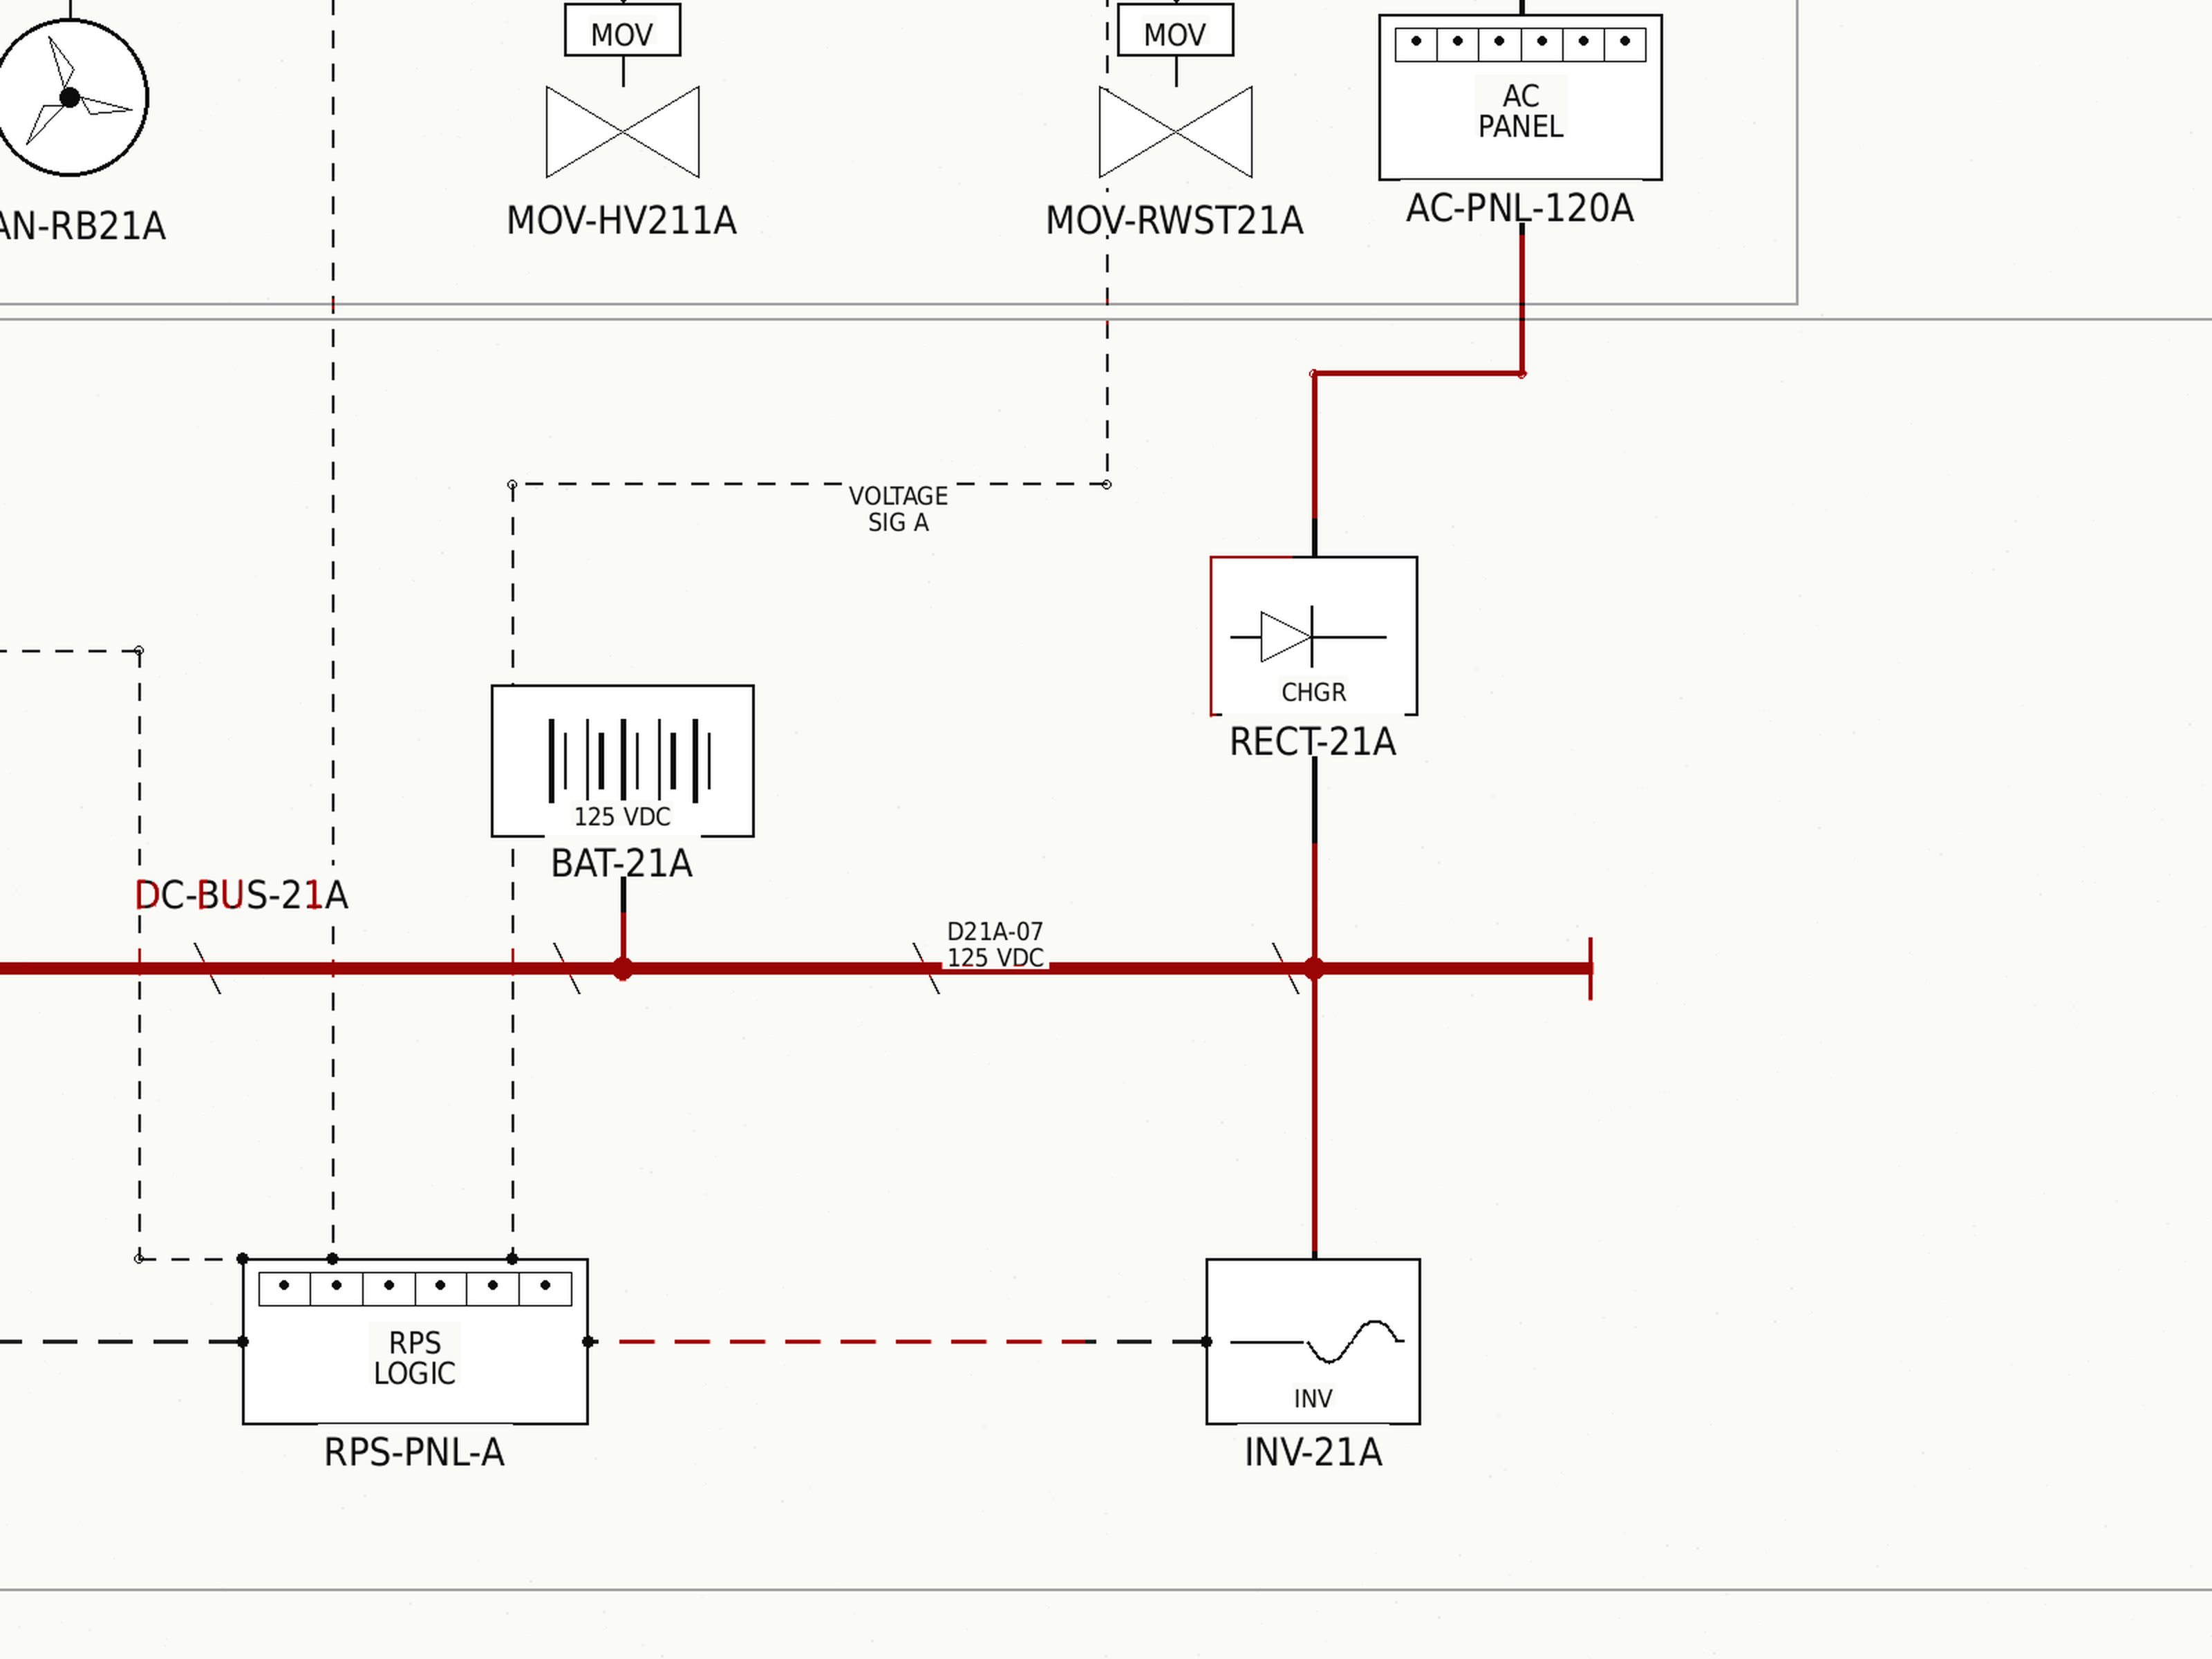 MOV
MOV
AC
PANEL
AN-RB21A
MOV-HV211A
MOV-RWST21A
AC-PNL-120A
VOLTAGE
SIG A
CHGR
RECT-21A
125 VDC
BAT-21A
DC-BUS-21A
D21A-07
125 VDC
RPS
LOGIC
INV
RPS-PNL-A
INV-21A